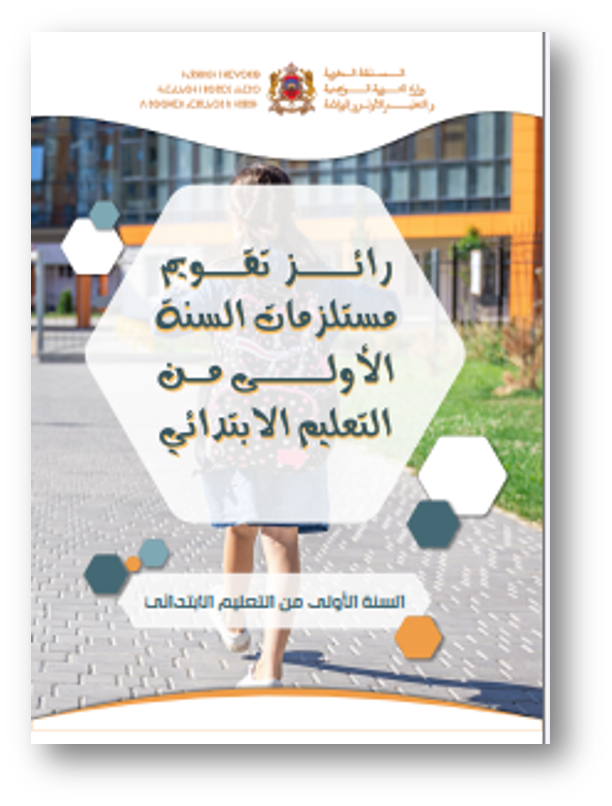 المملكة المغربية
وزارة التربية الوطنية
والتعليم الأولي والرياضة
رائز تقويم
مستلزمات السنة
الأولى من
التعليم الابتدائي
السنة الأولى من التعليم الابتدائي